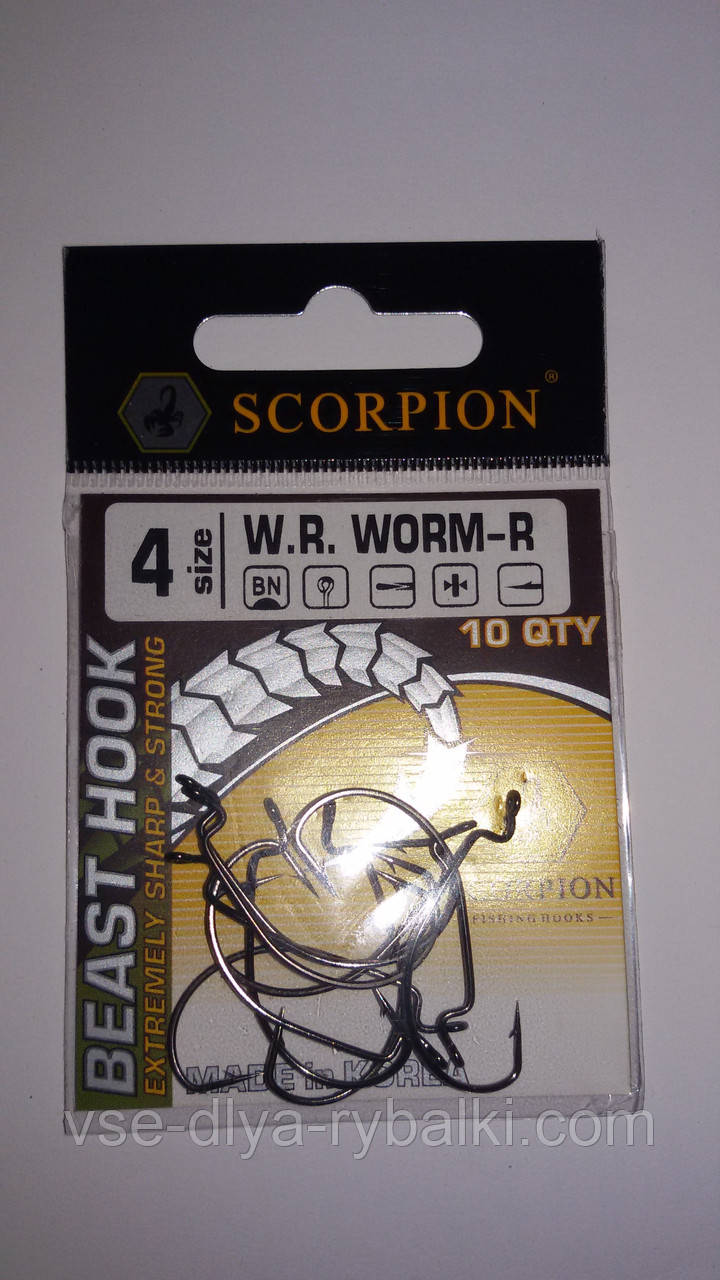 SCORPION®
4 size
W.R. WORM-R
BN
10 QTY
BEAST HOOK
EXTREMELY SHARP & STRONG
RPION
FISHING HOOKS
MADE in KOREA
vse-dlya-rybalki.com